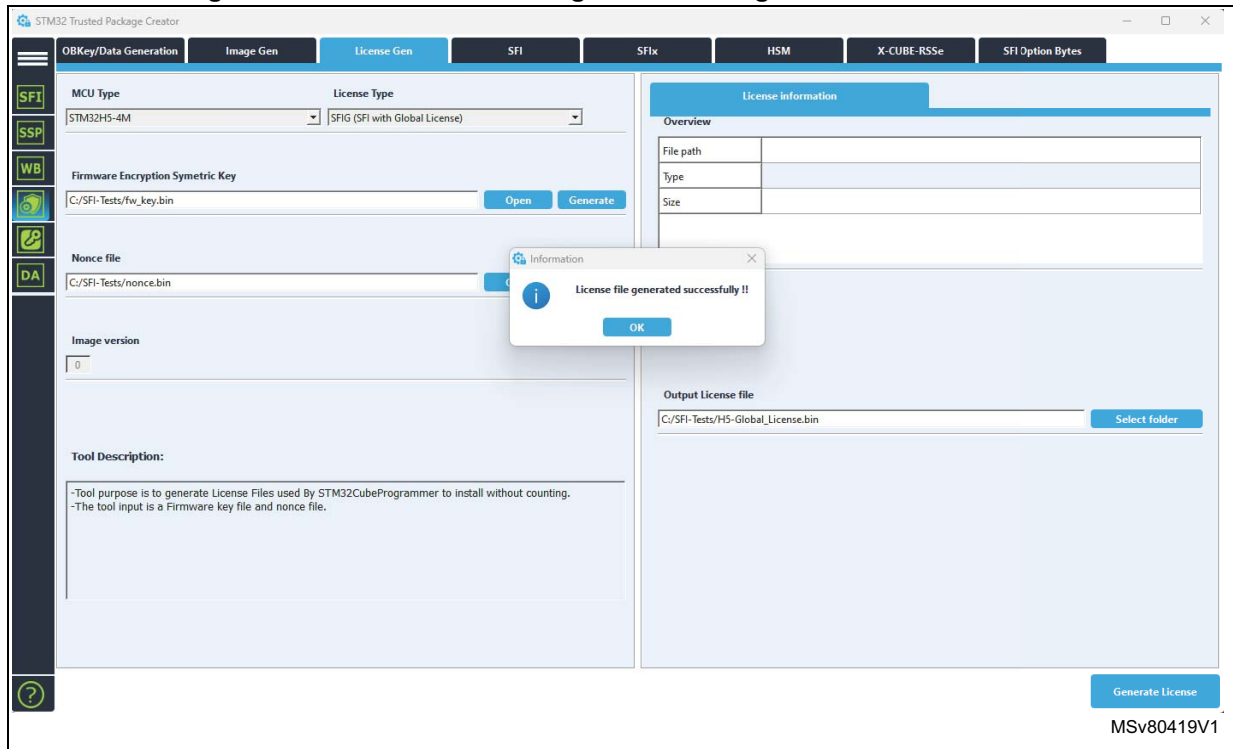 STM32 Trusted Package Creator
OBKey/Data Generation
Image Gen
License Gen
SFI
SFIx
HSM
X-CUBE-RSSe
SFI Option Bytes
SFI
SSP
WB
DA
MCU Type
License Type
STM32H5-4M
SFIG (SFI with Global License)
Firmware Encryption Symetric Key
C:/SFI-Tests/fw_key.bin
Open
Generate
Nonce file
C:/SFI-Tests/nonce.bin
Image version
0
Tool Description:
-Tool purpose is to generate License Files used By STM32CubeProgrammer to install without counting.
-The tool input is a Firmware key file and nonce file.
License information
Overview
File path
Type
Size
Information
License file generated successfully !!
OK
Output License file
C:/SFI-Tests/H5-Global_License.bin
Select folder
?
Generate License
MSv80419V1